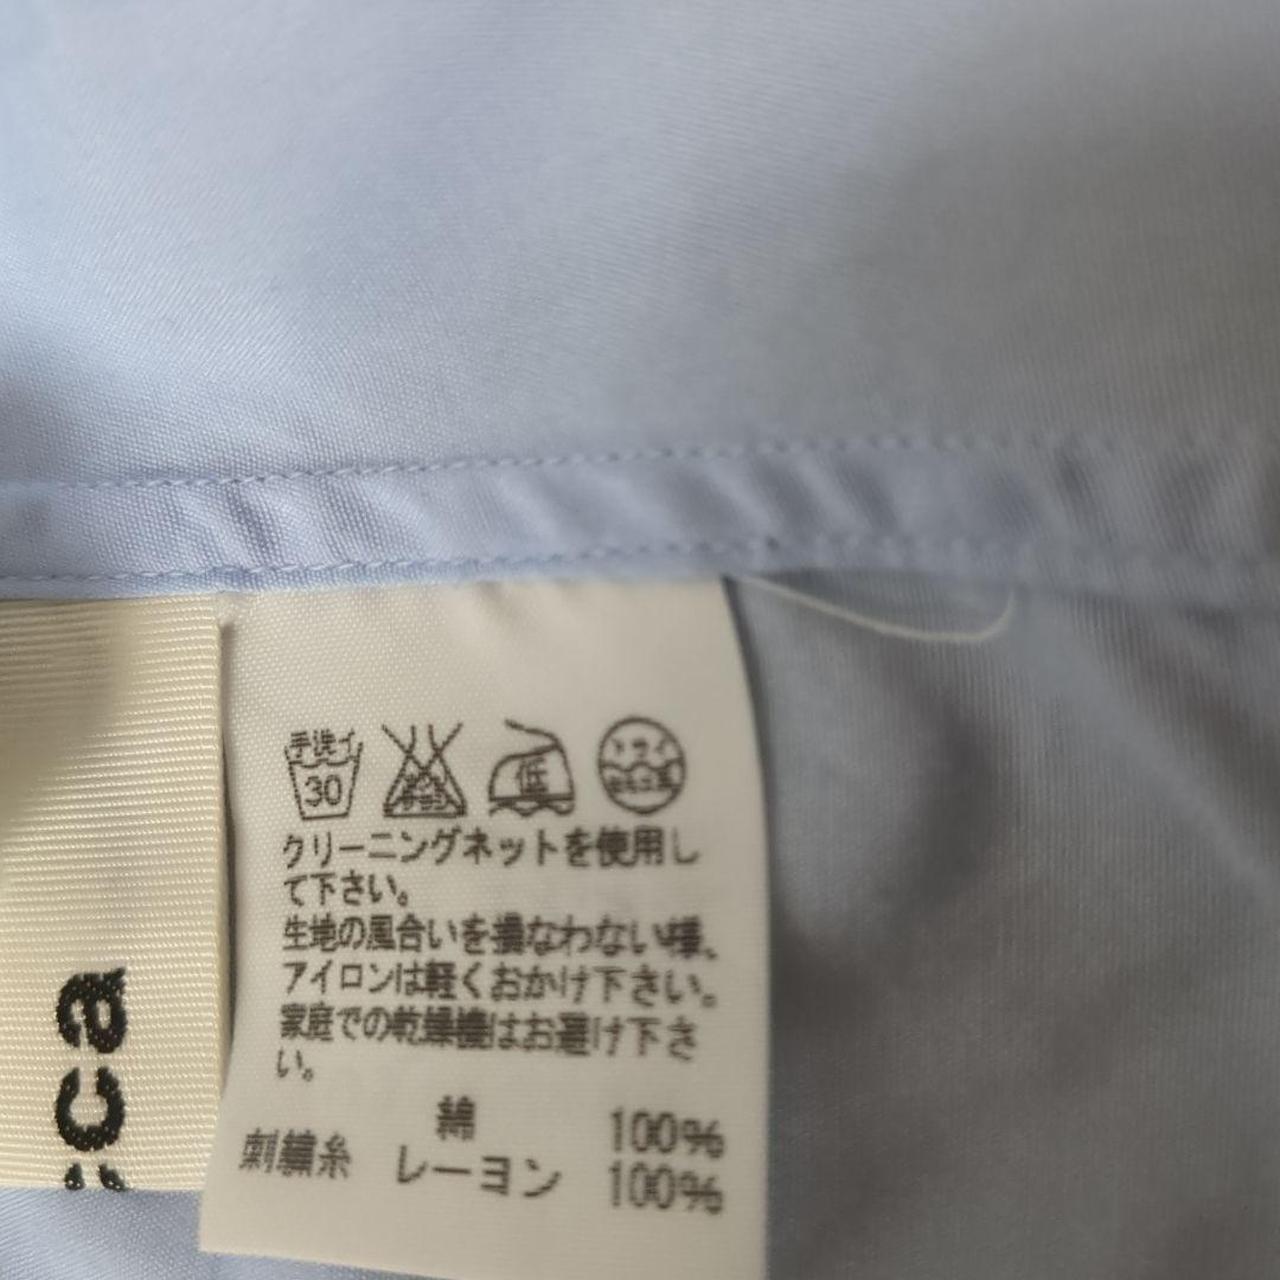 手洗イ
30
低
ドライ
クリーニングネットを使用し
て下さい。
生地の風合いを損なわない様、
アイロンは軽くおかけ下さい。
家庭での乾燥機はお避け下さ
い。
綿 100%
刺繍糸 レーヨン 100%
ca